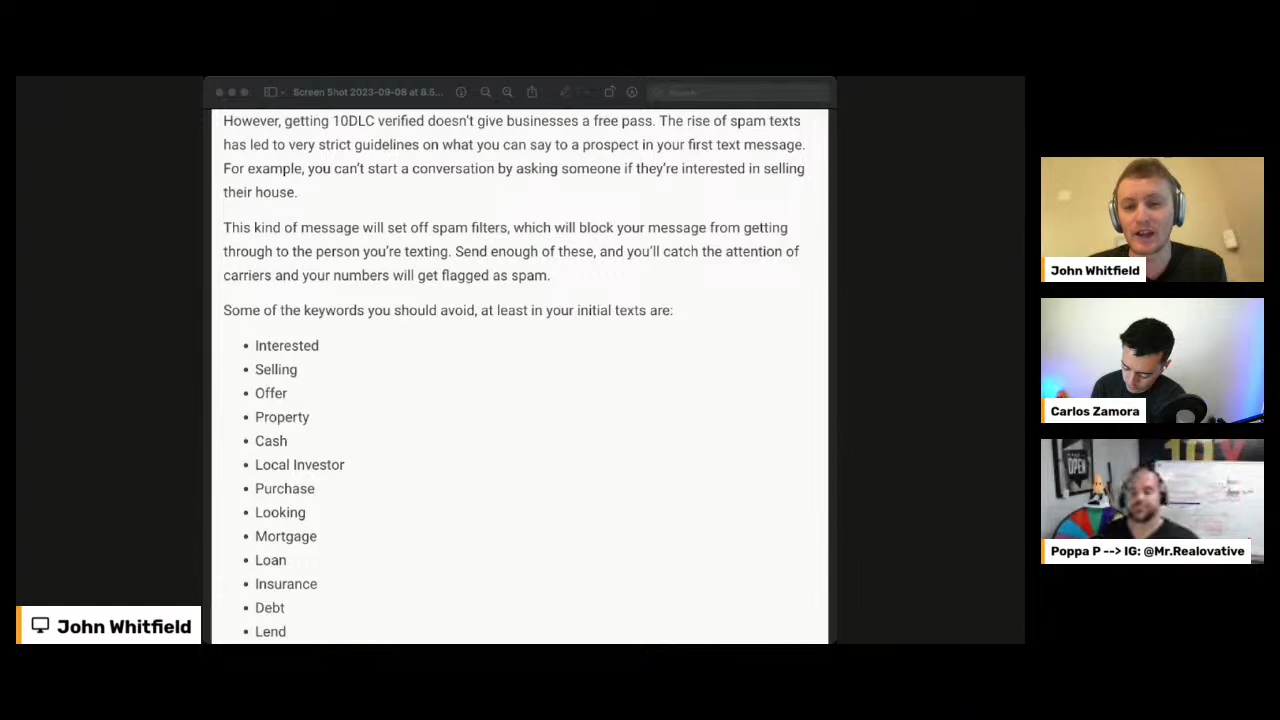 Screen Shot 2023-09-08 at 8.5...
However, getting 10DLC verified doesn't give businesses a free pass. The rise of spam texts
has led to very strict guidelines on what you can say to a prospect in your first text message.
For example, you can't start a conversation by asking someone if they're interested in selling
their house.
This kind of message will set off spam filters, which will block your message from getting
through to the person you're texting. Send enough of these, and you'll catch the attention of
carriers and your numbers will get flagged as spam.
Some of the keywords you should avoid, at least in your initial texts are:
• Interested
• Selling
• Offer
• Property
• Cash
• Local Investor
• Purchase
• Looking
• Mortgage
• Loan
• Insurance
• Debt
• Lend
John Whitfield
John Whitfield
Carlos Zamora
OPEN
Poppa P --> IG: @Mr.Realovative